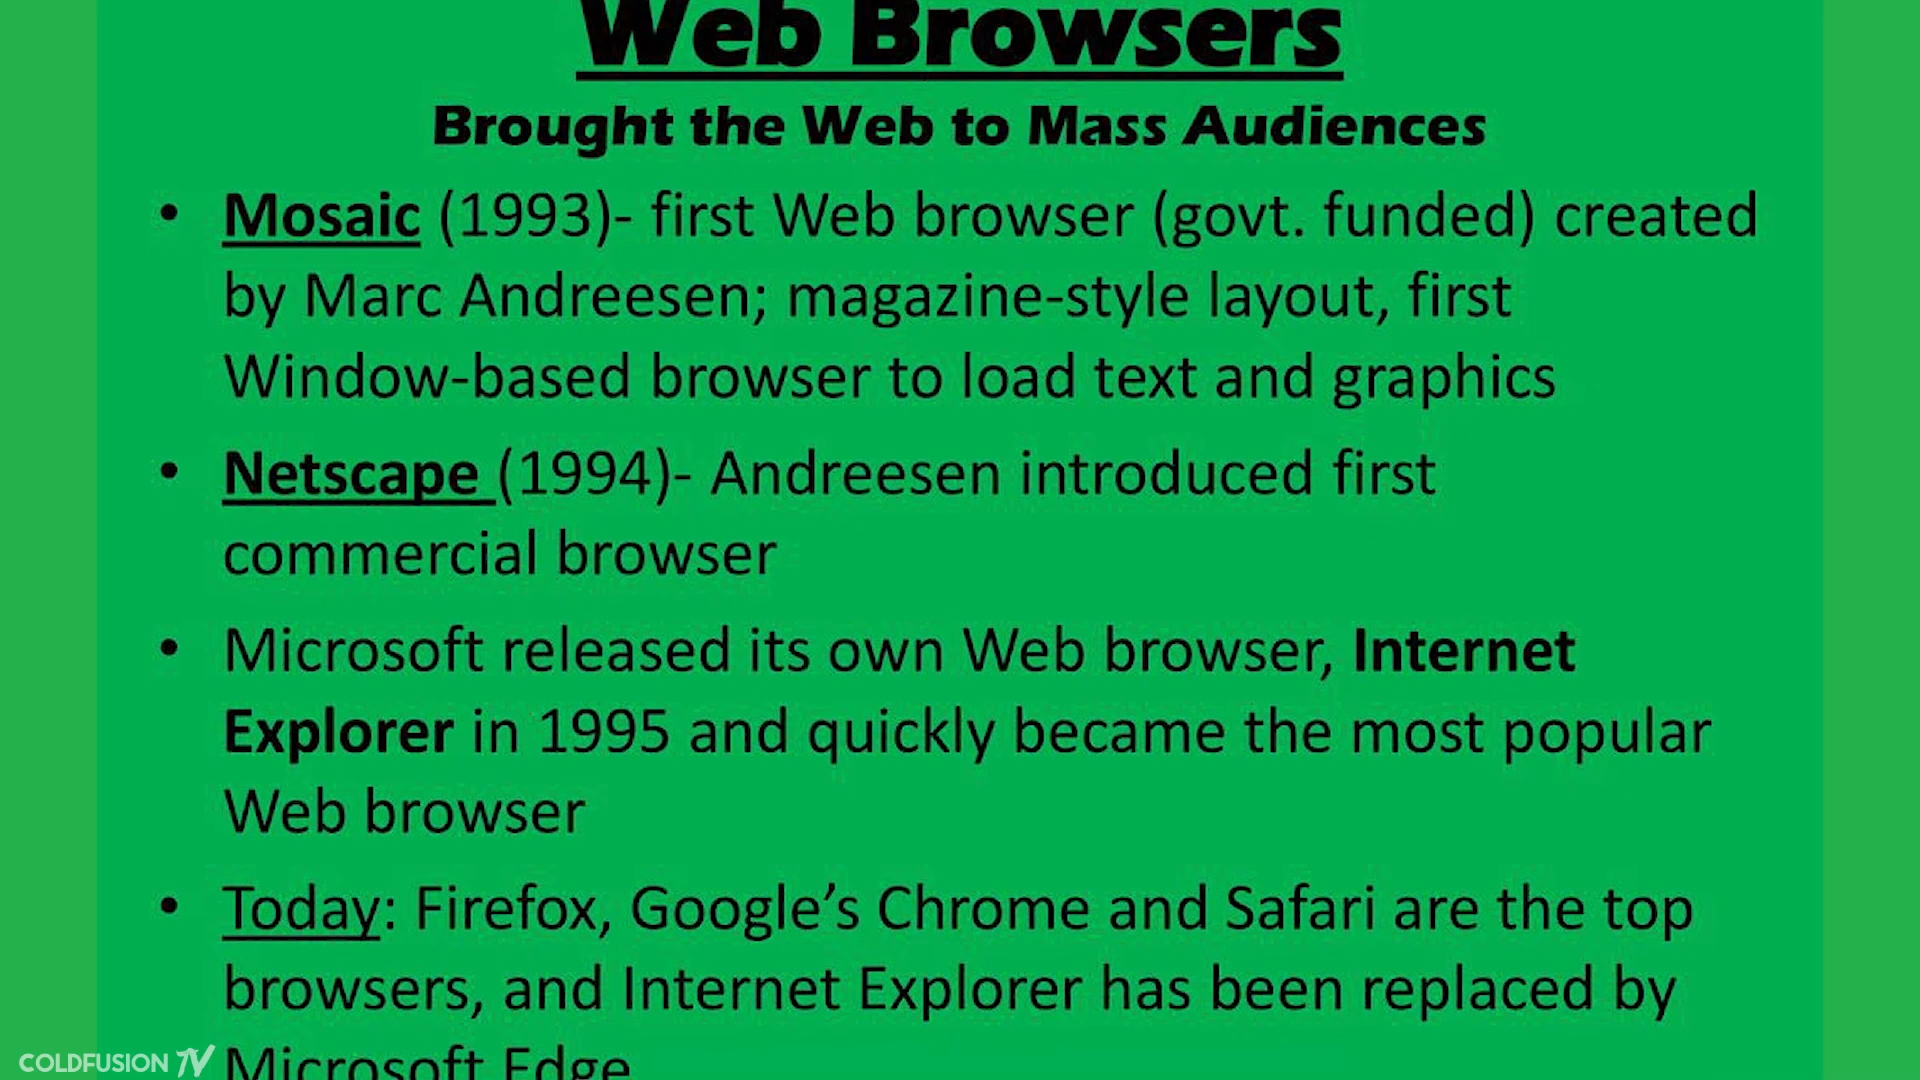 Web Browsers
Brought the Web to Mass Audiences
• Mosaic (1993)- first Web browser (govt. funded) created
by Marc Andreesen; magazine-style layout, first
Window-based browser to load text and graphics
• Netscape (1994)- Andreesen introduced first
commercial browser
• Microsoft released its own Web browser, Internet
Explorer in 1995 and quickly became the most popular
Web browser
• Today: Firefox, Google’s Chrome and Safari are the top
browsers, and Internet Explorer has been replaced by
Microsoft Edge
COLDFUSION TV